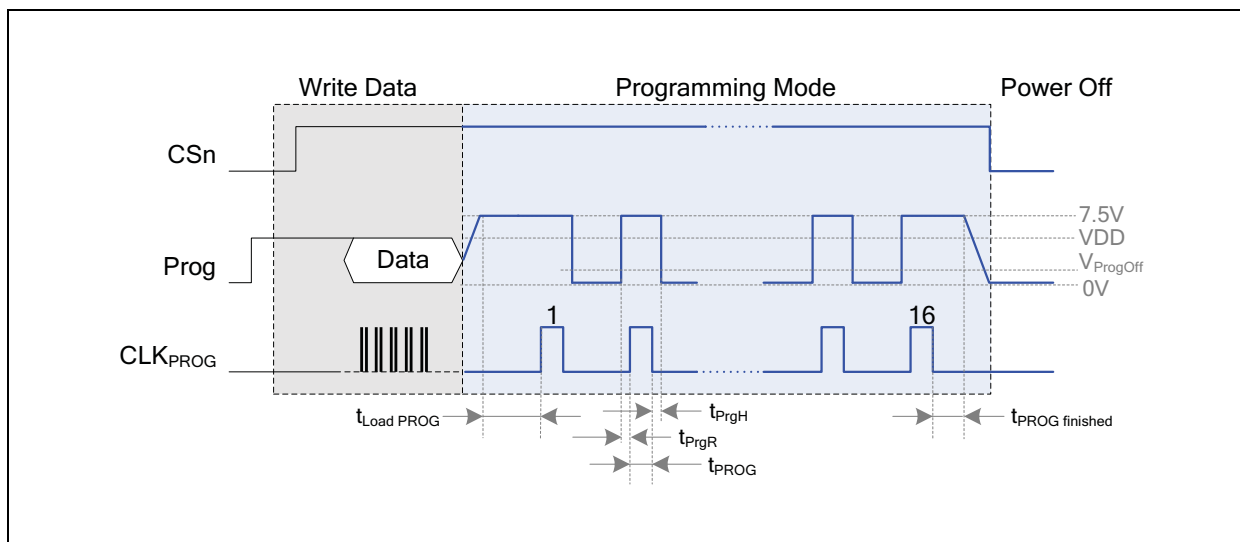 Write Data Programming Mode Power Off
CSn
7.5V
VDD
Prog Data
VProgOff
0V
1 16
CLKPROG
tLoad PROG tPrgH tPROG finished
tPrgR
tPROG